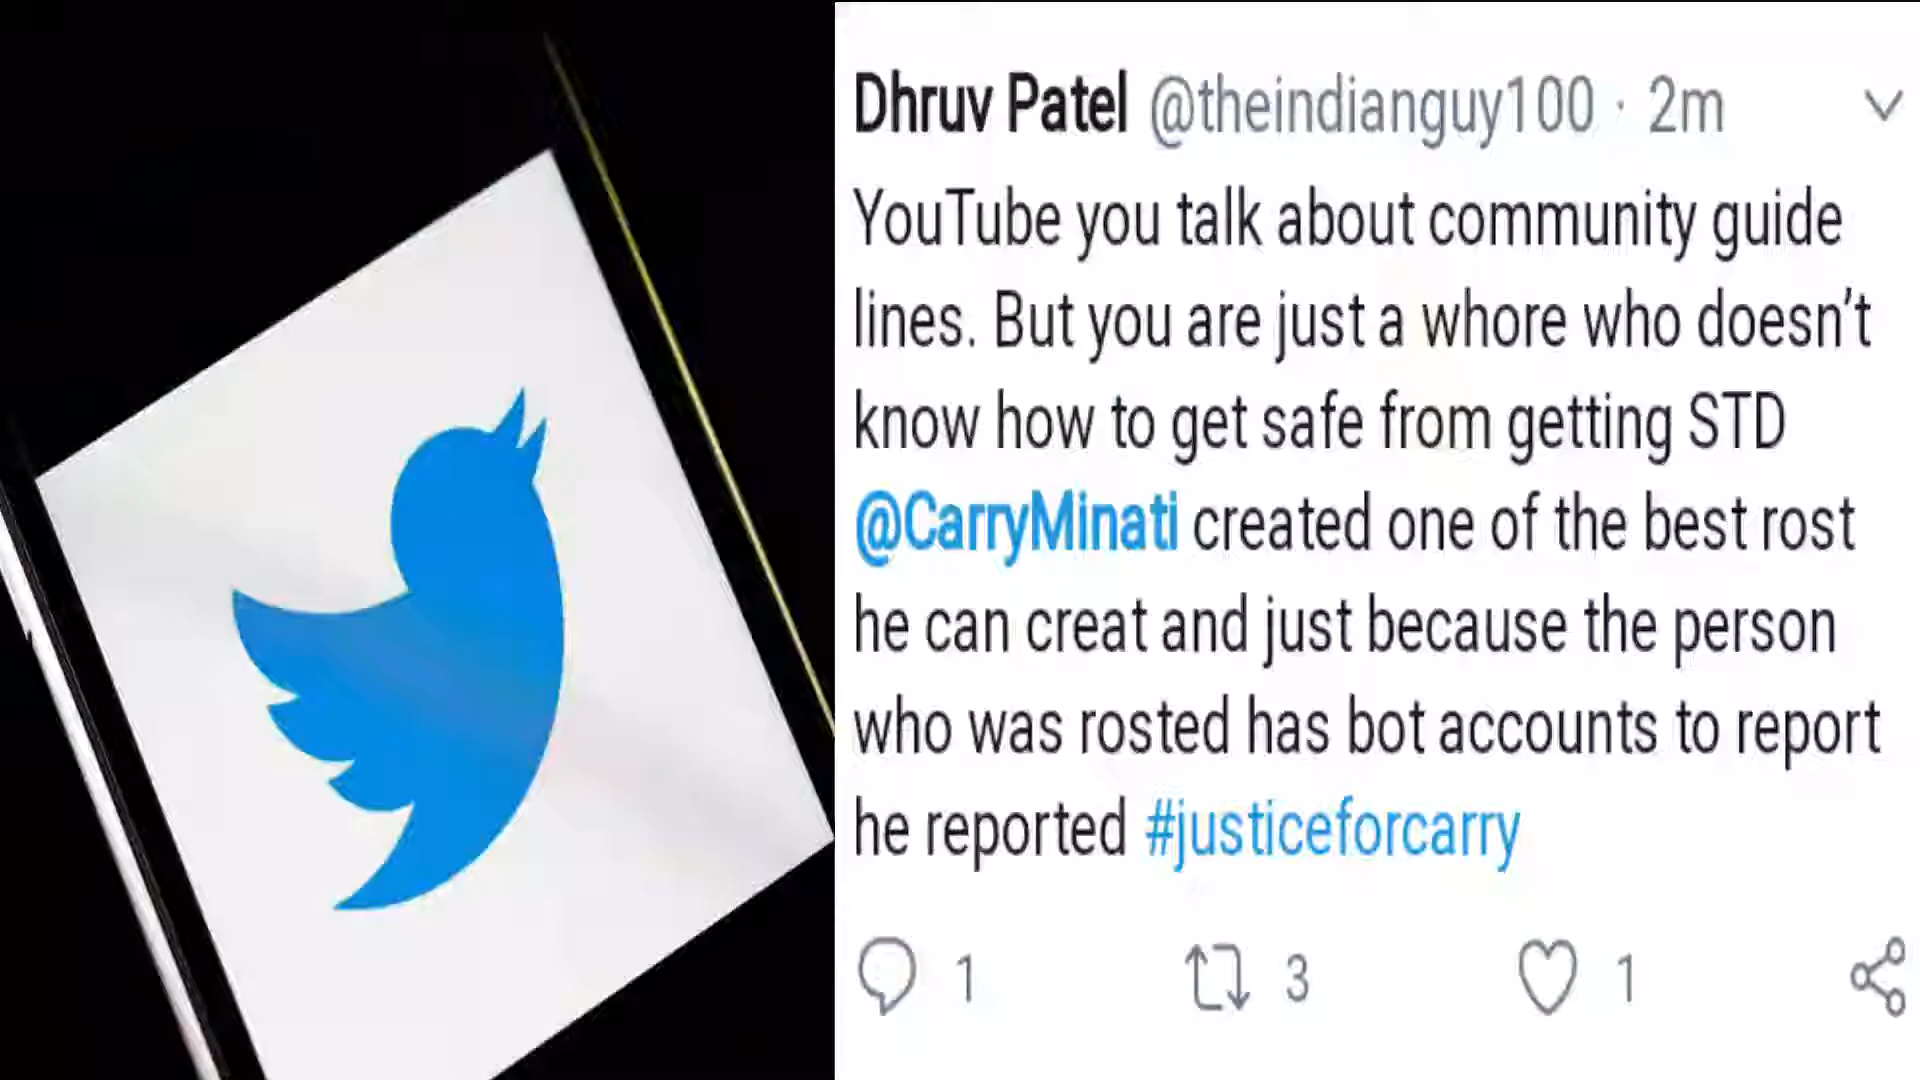 Dhruv Patel @theindianguy100 · 2m
YouTube you talk about community guide
lines. But you are just a whore who doesn't
know how to get safe from getting STD
@CarryMinati created one of the best rost
he can creat and just because the person
who was rosted has bot accounts to report
he reported #justiceforcarry
1 3 1